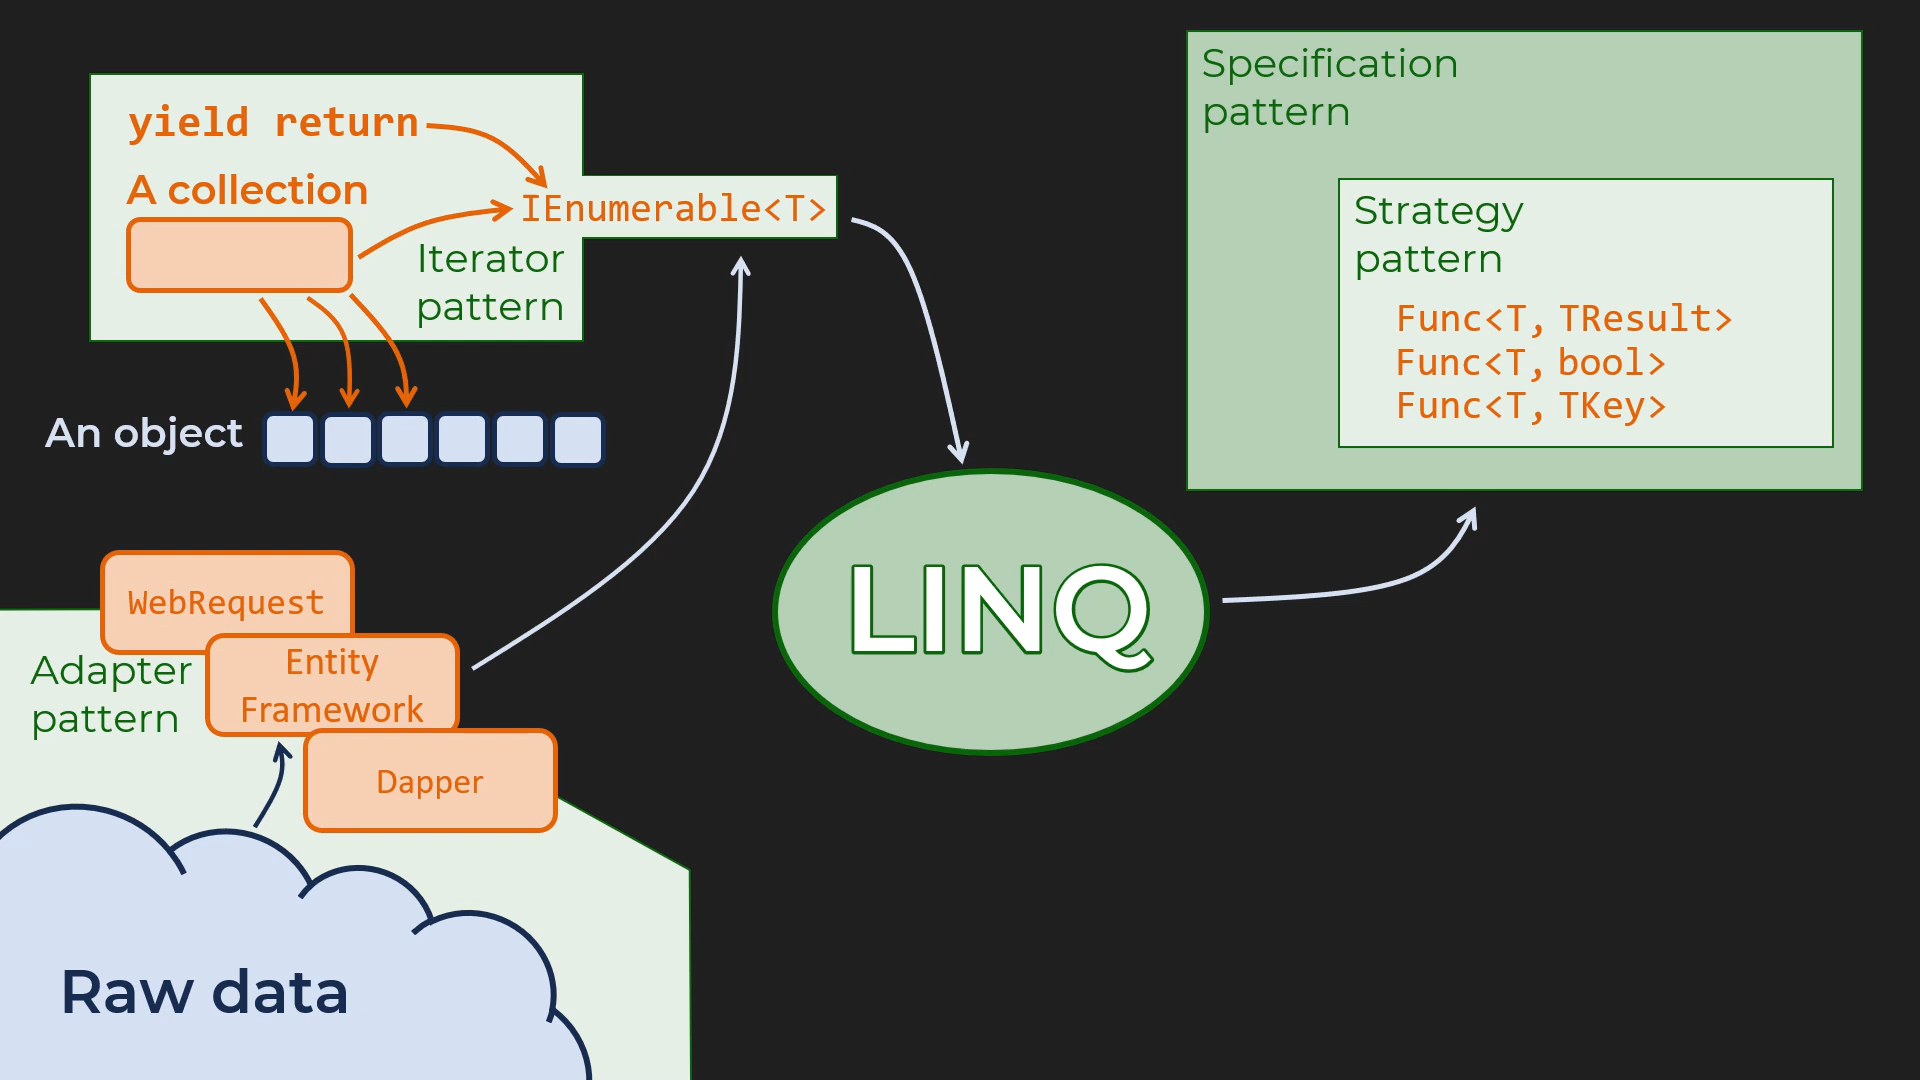 yield return
A collection
IEnumerable<T>
Iterator
pattern
An object
WebRequest
Entity
Framework
Dapper
Adapter
pattern
Raw data
LINQ
Specification
pattern
Strategy
pattern
Func<T, TResult>
Func<T, bool>
Func<T, TKey>